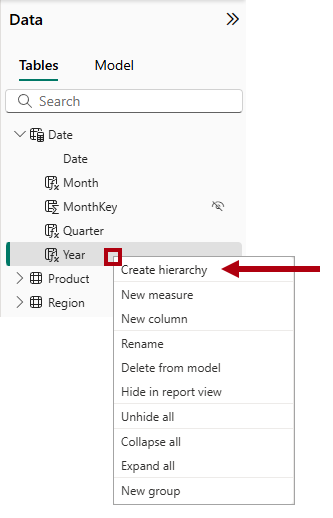 Data
Tables Model
Search
Date
Date
Month
MonthKey
Quarter
Year
Product
Region
Create hierarchy
New measure
New column
Rename
Delete from model
Hide in report view
Unhide all
Collapse all
Expand all
New group